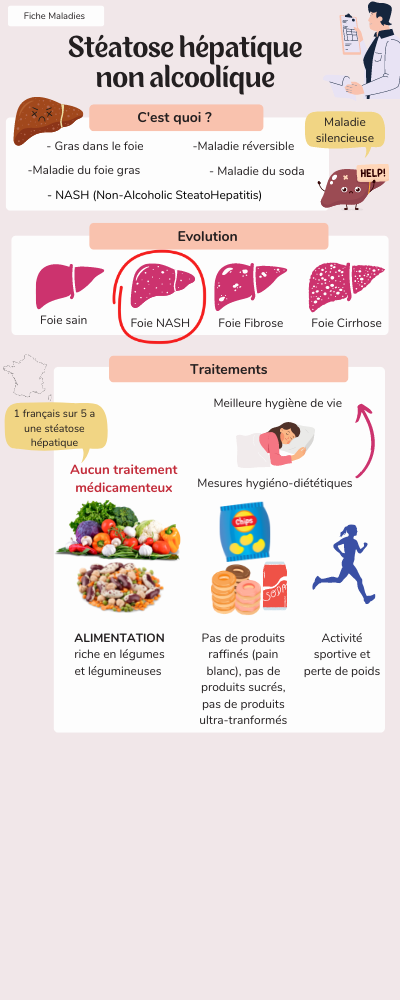 Fiche Maladies
Stéatose hépatique
non alcoolique
C'est quoi ?
Maladie
silencieuse
- Gras dans le foie
-Maladie réversible
-Maladie du foie gras
- Maladie du soda
HELP!
- NASH (Non-Alcoholic SteatoHepatitis)
Evolution
Foie sain
Foie NASH
Foie Fibrose
Foie Cirrhose
Traitements
Meilleure hygiène de vie
1 français sur 5 a
une stéatose
hépatique
Aucun traitement
médicamenteux
Mesures hygiéno-diététiques
Chips
SODA
ALIMENTATION
riche en légumes
et légumineuses
Pas de produits
raffinés (pain
blanc), pas de
produits sucrés,
pas de produits
ultra-tranformés
Activité
sportive et
perte de poids